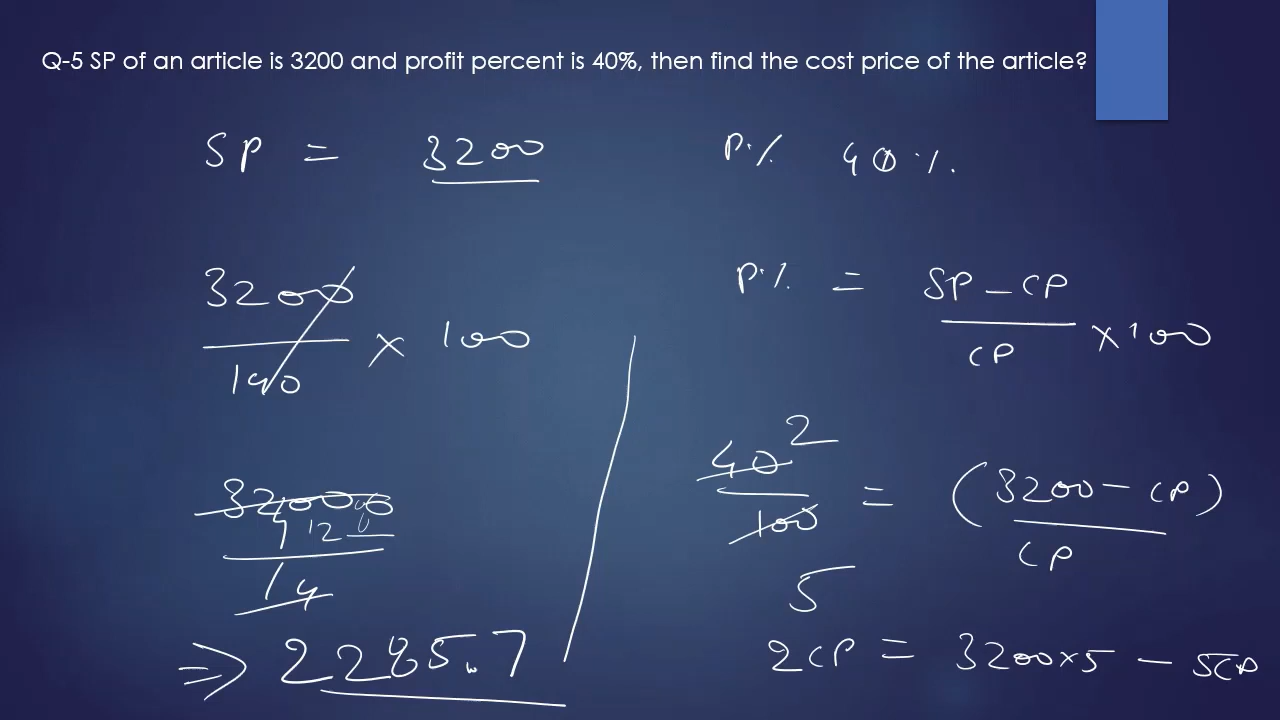 Q-5 SP of an article is 3200 and profit percent is 40%, then find the cost price of the article?
SP = 3200
P.% 40%.
3200
140
× 100
32000
14
⇒ 2285.7
P.% = SP - CP
CP
× 100
40 2
100
5
= (3200 - CP)
CP
2CP = 3200×5 - 5CP